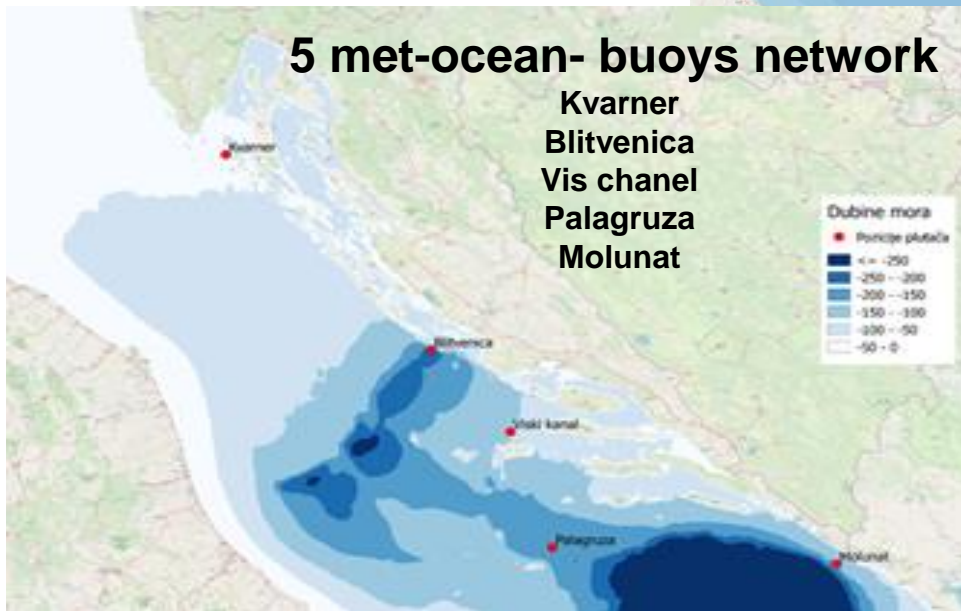 5 met-ocean- buoys network
Kvarner
Blitvenica
Vis chanel
Palagruza
Molunat
Kvarner
Dubine mora
Pozicije plutača
<= -250
-250 - -200
-200 - -150
-150 - -100
-100 - -50
-50 - 0
Blitvenica
Viski kanal
Palagruza
Molunat